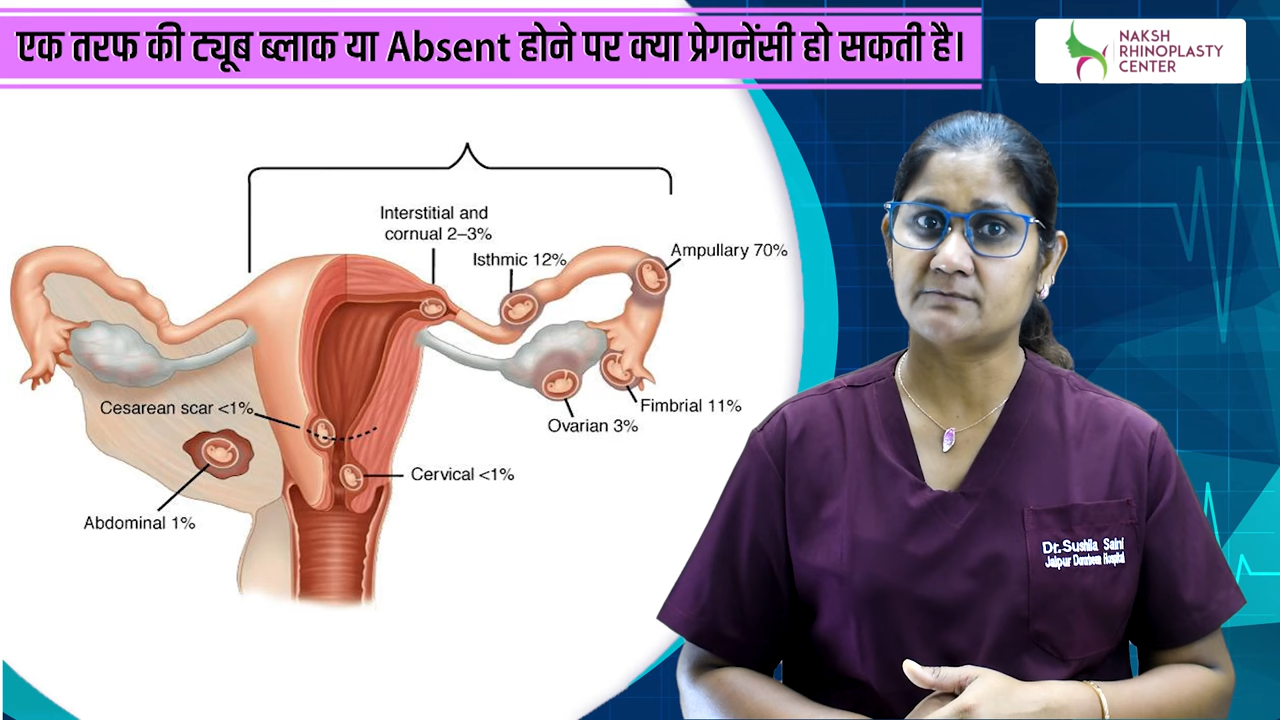 एक तरफ की ट्यूब ब्लाक या Absent होने पर क्या प्रेगनेंसी हो सकती है।
NAKSH
RHINOPLASTY
CENTER
Interstitial and
cornual 2–3%
Isthmic 12%
Ampullary 70%
Cesarean scar <1%
Fimbrial 11%
Ovarian 3%
Cervical <1%
Abdominal 1%
Dr. Sushila Saini
Jaipur Doorbeen Hospital